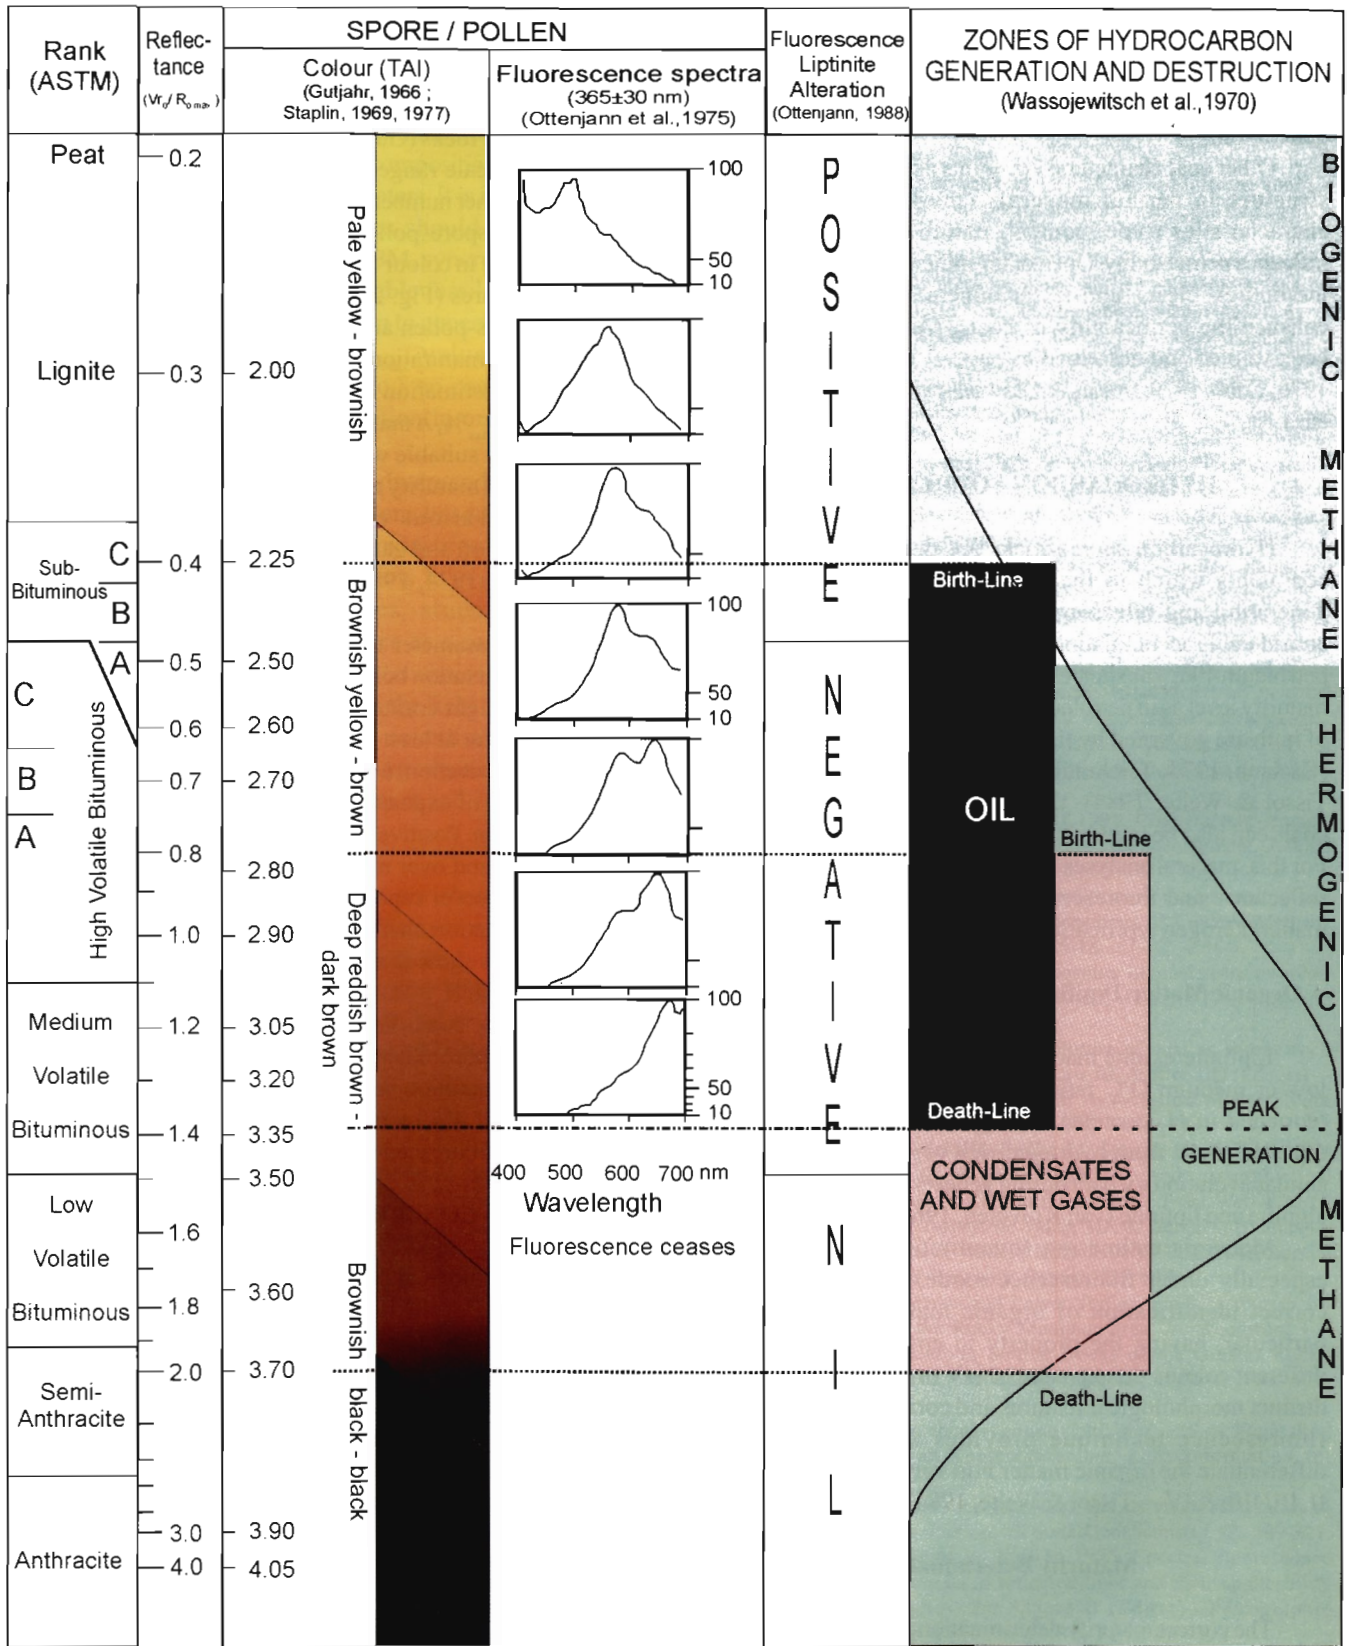 Rank
(ASTM)
Reflec-
tance
(Vr₀/ R₀ max)
SPORE / POLLEN
Colour (TAI)
(Gutjahr, 1966 ;
Staplin, 1969, 1977)
Fluorescence spectra
(365±30 nm)
(Ottenjann et al.,1975)
Fluorescence
Liptinite
Alteration
(Ottenjann, 1988)
ZONES OF HYDROCARBON
GENERATION AND DESTRUCTION
(Wassojewitsch et al.,1970)
Peat
Lignite
Sub-
Bituminous
C
B
A
C
B
A
High Volatile Bituminous
Medium
Volatile
Bituminous
Low
Volatile
Bituminous
Semi-
Anthracite
Anthracite
0.2
0.3
0.4
0.5
0.6
0.7
0.8
1.0
1.2
1.4
1.6
1.8
2.0
3.0
4.0
2.00
2.25
2.50
2.60
2.70
2.80
2.90
3.05
3.20
3.35
3.50
3.60
3.70
3.90
4.05
Pale yellow - brownish
Brownish yellow - brown
Deep reddish brown -
dark brown
Brownish black - black
100
50
10
100
50
10
100
50
10
400 500 600 700 nm
Wavelength
Fluorescence ceases
POSITIVE
NEGATIVE
NIL
Birth-Line
OIL
Death-Line
Birth-Line
CONDENSATES
AND WET GASES
Death-Line
PEAK
GENERATION
BIOGENIC METHANE
THERMOGENIC METHANE